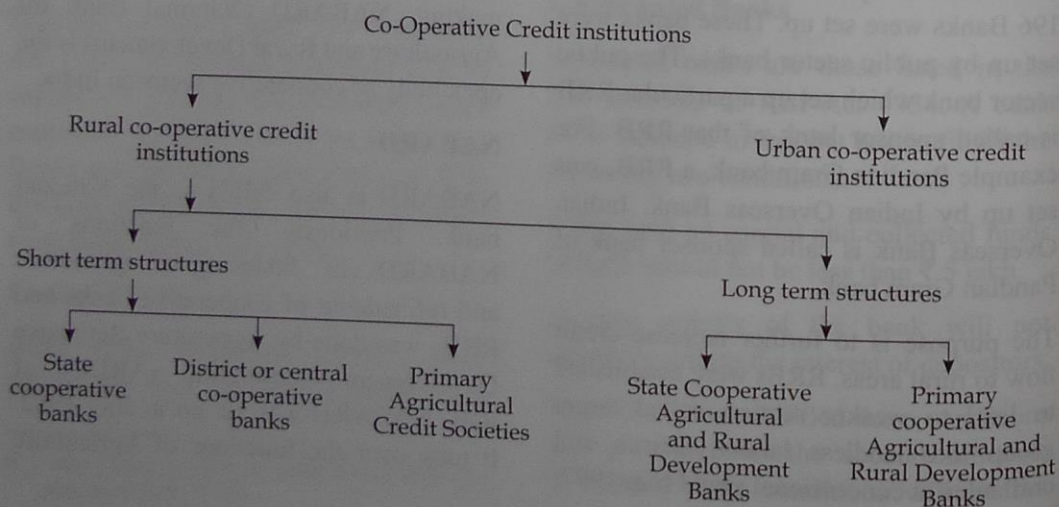 Co-Operative Credit institutions
Rural co-operative credit
institutions
Urban co-operative credit
institutions
Short term structures
Long term structures
State
cooperative
banks
District or central
co-operative
banks
Primary
Agricultural
Credit Societies
State Cooperative
Agricultural
and Rural
Development
Banks
Primary
cooperative
Agricultural and
Rural Development
Banks